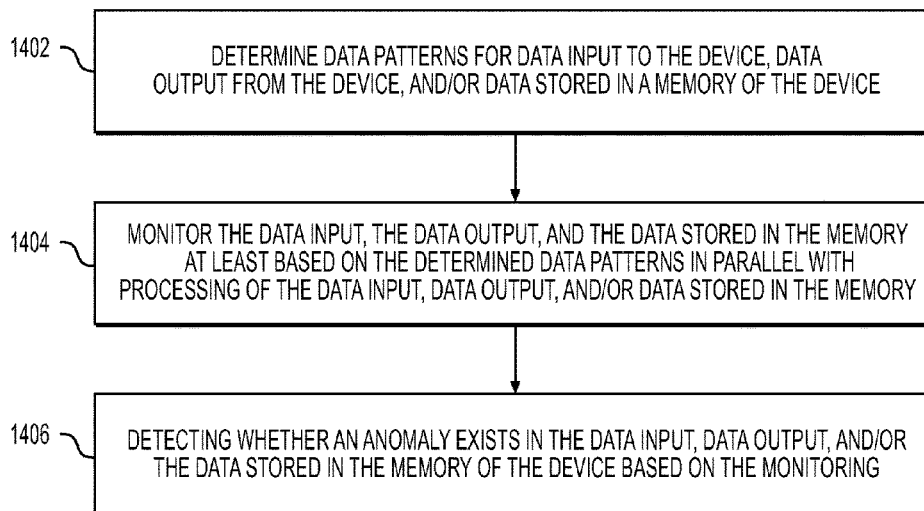 1402
DETERMINE DATA PATTERNS FOR DATA INPUT TO THE DEVICE, DATA
OUTPUT FROM THE DEVICE, AND/OR DATA STORED IN A MEMORY OF THE DEVICE
1404
MONITOR THE DATA INPUT, THE DATA OUTPUT, AND THE DATA STORED IN THE MEMORY
AT LEAST BASED ON THE DETERMINED DATA PATTERNS IN PARALLEL WITH
PROCESSING OF THE DATA INPUT, DATA OUTPUT, AND/OR DATA STORED IN THE MEMORY
1406
DETECTING WHETHER AN ANOMALY EXISTS IN THE DATA INPUT, DATA OUTPUT, AND/OR
THE DATA STORED IN THE MEMORY OF THE DEVICE BASED ON THE MONITORING